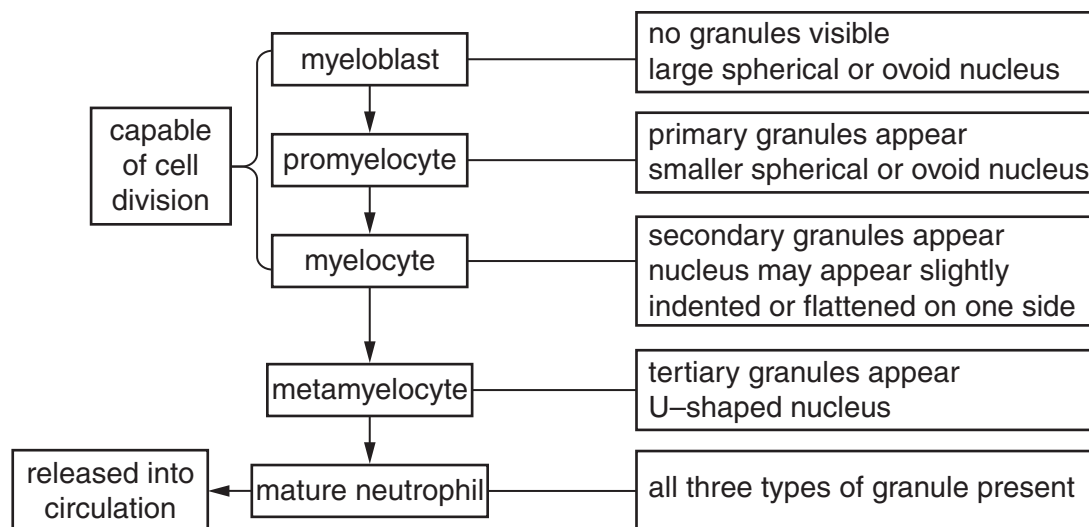 myeloblast
no granules visible
large spherical or ovoid nucleus
capable
of cell
division
promyelocyte
primary granules appear
smaller spherical or ovoid nucleus
myelocyte
secondary granules appear
nucleus may appear slightly
indented or flattened on one side
metamyelocyte
tertiary granules appear
U–shaped nucleus
released into
circulation
mature neutrophil
all three types of granule present